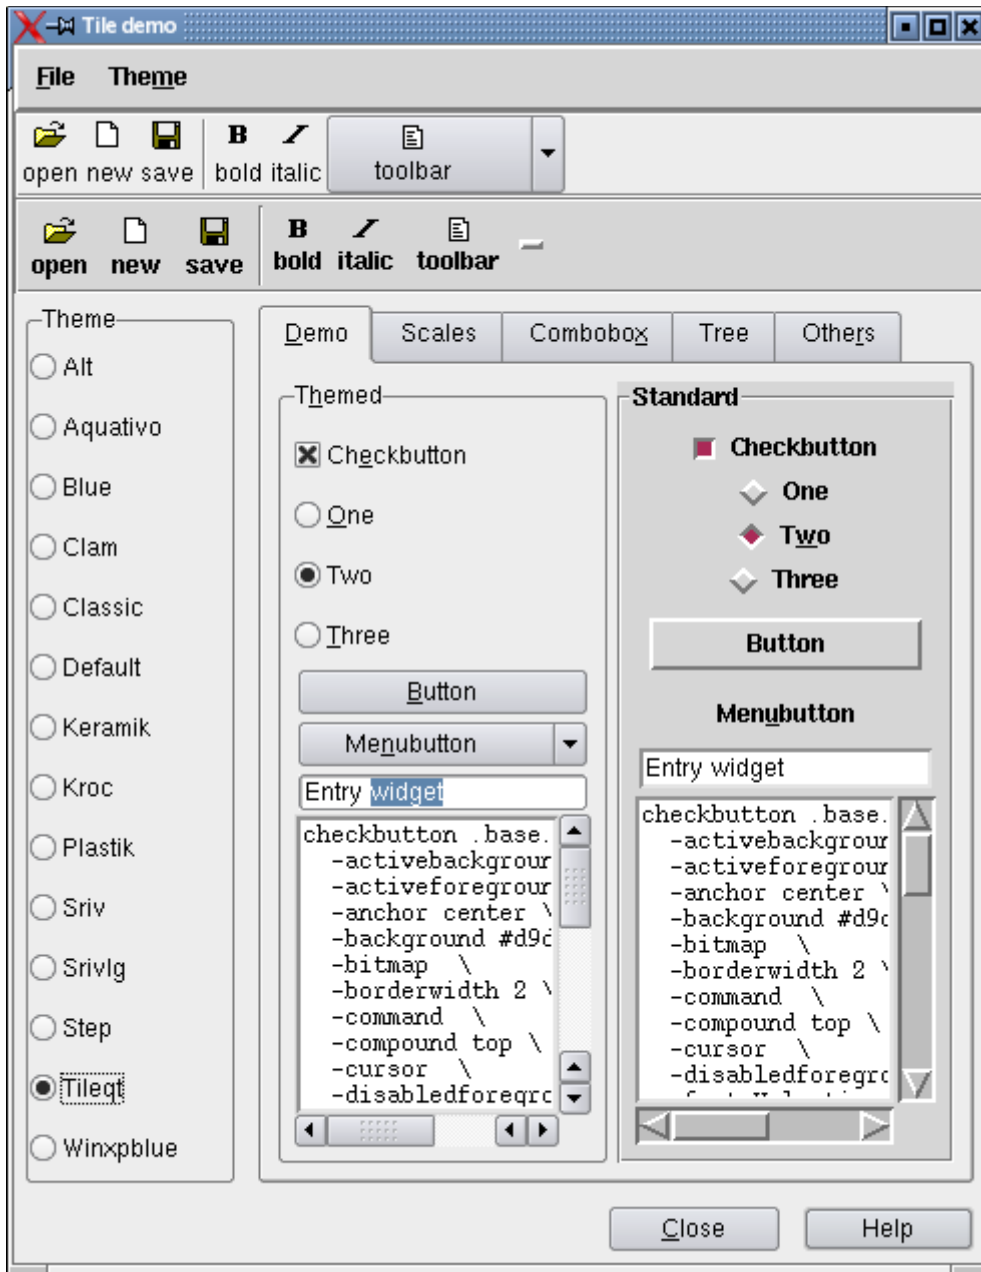 Tile demo
File Theme
open new save bold italic toolbar
open new save bold italic toolbar
Theme
Alt
Aquativo
Blue
Clam
Classic
Default
Keramik
Kroc
Plastik
Sriv
Srivlg
Step
Tileqt
Winxpblue
Demo Scales Combobox Tree Others
Themed
Checkbutton
One
Two
Three
Button
Menubutton
Entry widget
checkbutton .base.
-activebackgrour
-activeforegrour
-anchor center \
-background #d9d
-bitmap \
-borderwidth 2 \
-command \
-compound top \
-cursor \
-disabledforegrc
Standard
Checkbutton
One
Two
Three
Button
Menubutton
Entry widget
checkbutton .base.
-activebackgrour
-activeforegrour
-anchor center \
-background #d9d
-bitmap \
-borderwidth 2 \
-command \
-compound top \
-cursor \
-disabledforegrc
Close Help